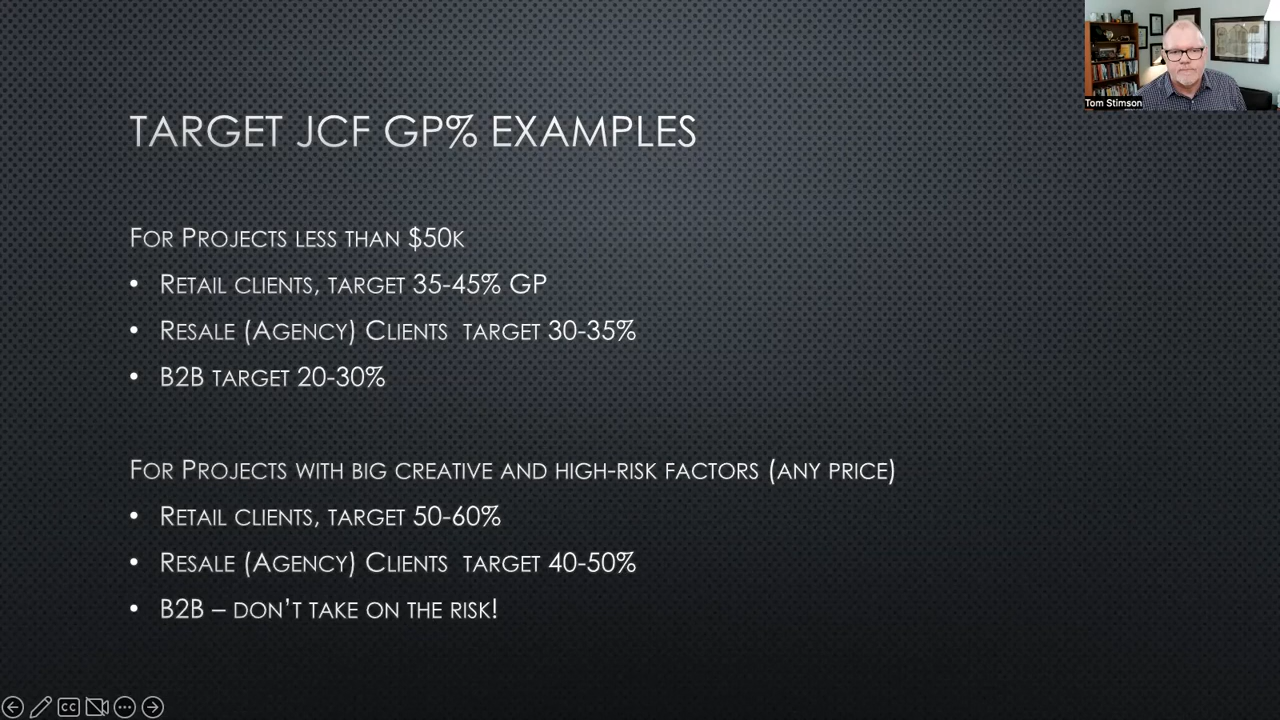 Tom Stimson
TARGET JCF GP% EXAMPLES
FOR PROJECTS LESS THAN $50K
• RETAIL CLIENTS, TARGET 35-45% GP
• RESALE (AGENCY) CLIENTS TARGET 30-35%
• B2B TARGET 20-30%
FOR PROJECTS WITH BIG CREATIVE AND HIGH-RISK FACTORS (ANY PRICE)
• RETAIL CLIENTS, TARGET 50-60%
• RESALE (AGENCY) CLIENTS TARGET 40-50%
• B2B – DON'T TAKE ON THE RISK!
CC